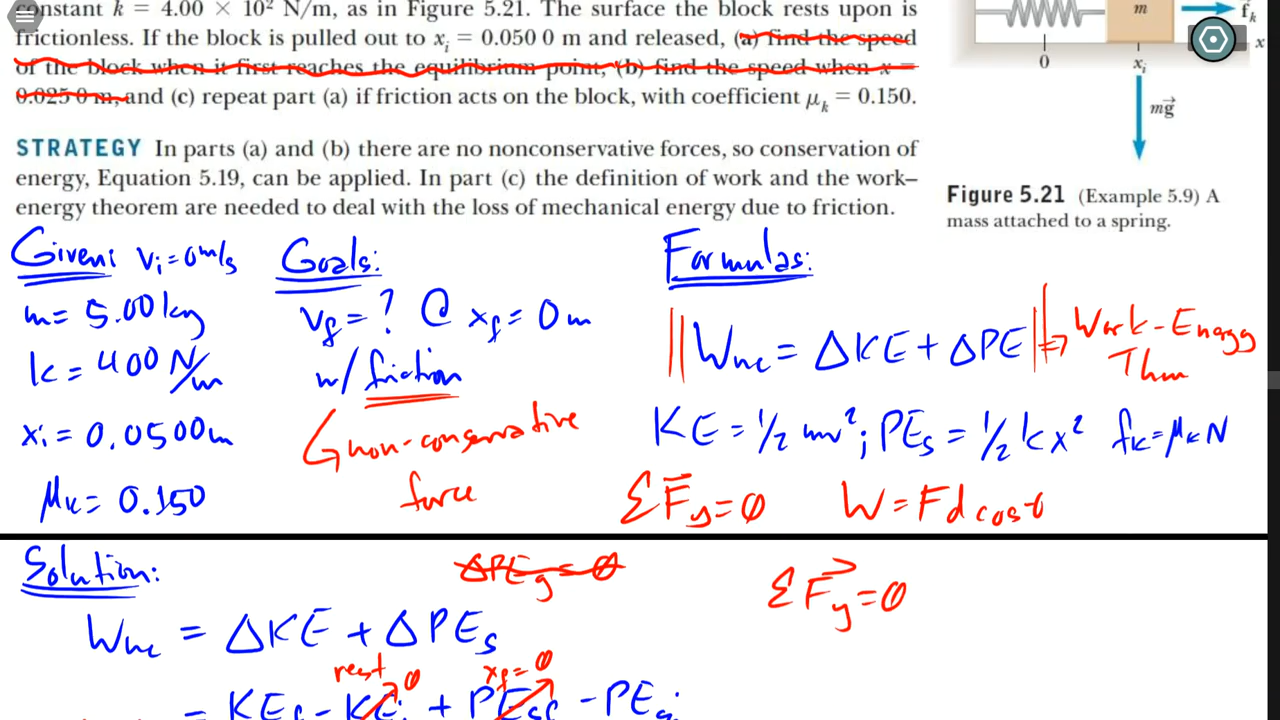 constant k = 4.00 × 10² N/m, as in Figure 5.21. The surface the block rests upon is
frictionless. If the block is pulled out to xᵢ = 0.050 0 m and released, (a) find the speed
of the block when it first reaches the equilibrium point, (b) find the speed when x =
0.025 0 m, and (c) repeat part (a) if friction acts on the block, with coefficient μₖ = 0.150.
STRATEGY In parts (a) and (b) there are no nonconservative forces, so conservation of
energy, Equation 5.19, can be applied. In part (c) the definition of work and the work–
energy theorem are needed to deal with the loss of mechanical energy due to friction.
m
f⃗ₖ
x
0
xᵢ
mg⃗
Figure 5.21 (Example 5.9) A
mass attached to a spring.
Given: Vᵢ = 0 m/s
m = 5.00 kg
k = 400 N/m
xᵢ = 0.0500 m
μₖ = 0.150
Goals:
V_f = ? @ x_f = 0 m
w/ friction
non-conservative
force
Formulas:
W_nc = ΔKE + ΔPE ⇒ Work-Energy
Thm
KE = 1/2 mv² ; PE_s = 1/2 kx² fₖ = μₖN
ΣF⃗_y = 0 W = Fd cosθ
Solution:
ΔPE_g = 0
ΣF⃗_y = 0
W_nc = ΔKE + ΔPE_s
rest 0 x_f = 0
= KE_f - KE_i + PE_sf - PE_si